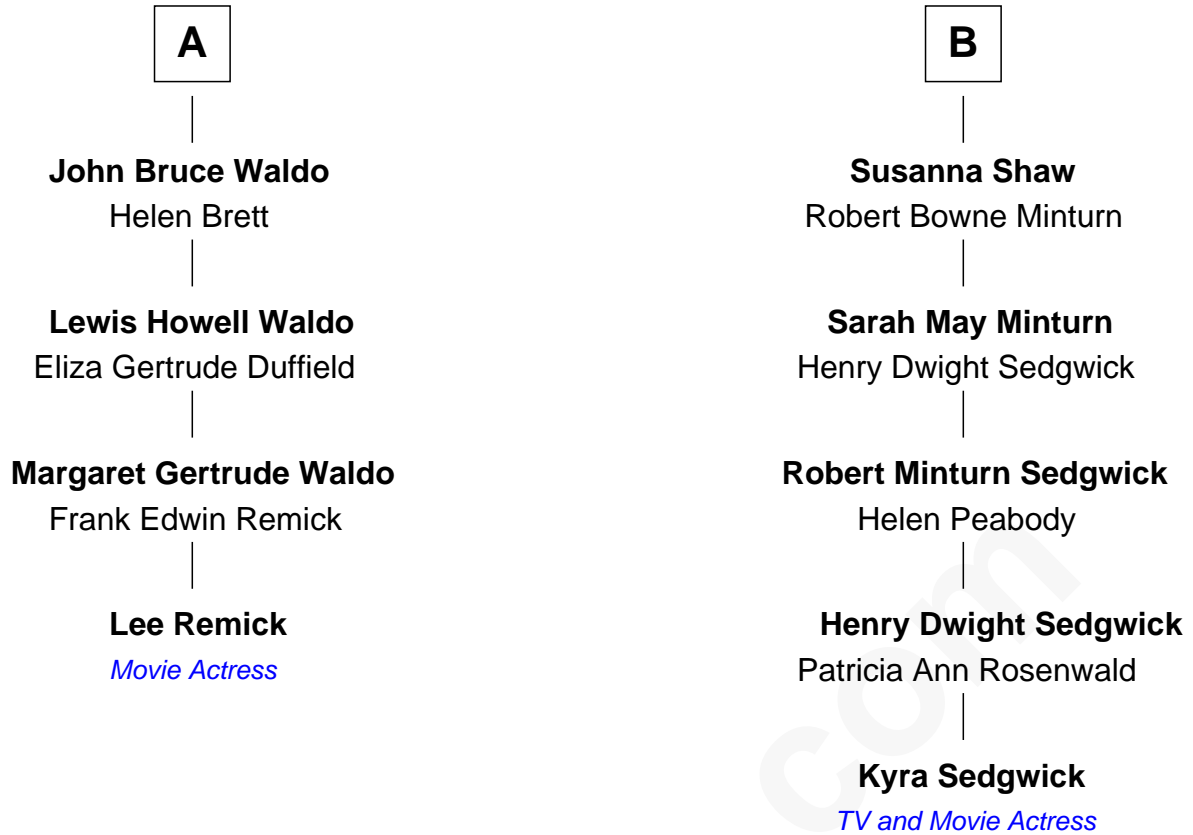 A
John Bruce Waldo
Helen Brett
Lewis Howell Waldo
Eliza Gertrude Duffield
Margaret Gertrude Waldo
Frank Edwin Remick
Lee Remick
Movie Actress
B
Susanna Shaw
Robert Bowne Minturn
Sarah May Minturn
Henry Dwight Sedgwick
Robert Minturn Sedgwick
Helen Peabody
Henry Dwight Sedgwick
Patricia Ann Rosenwald
Kyra Sedgwick
TV and Movie Actress
com